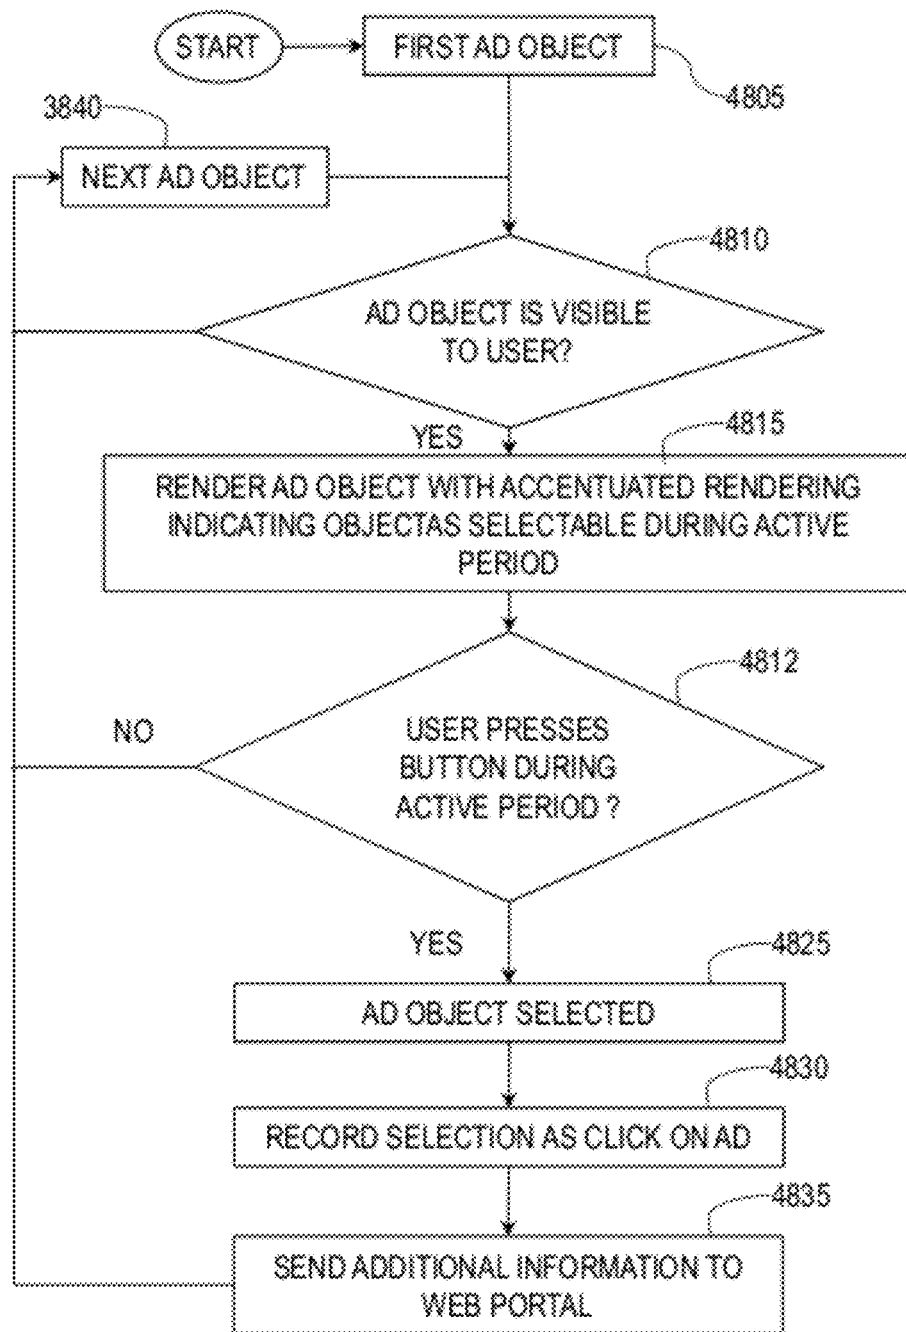 START
FIRST AD OBJECT
4805
3840
NEXT AD OBJECT
4810
AD OBJECT IS VISIBLE
TO USER?
YES
4815
RENDER AD OBJECT WITH ACCENTUATED RENDERING
INDICATING OBJECTAS SELECTABLE DURING ACTIVE
PERIOD
4812
NO
USER PRESSES
BUTTON DURING
ACTIVE PERIOD ?
YES
4825
AD OBJECT SELECTED
4830
RECORD SELECTION AS CLICK ON AD
4835
SEND ADDITIONAL INFORMATION TO
WEB PORTAL